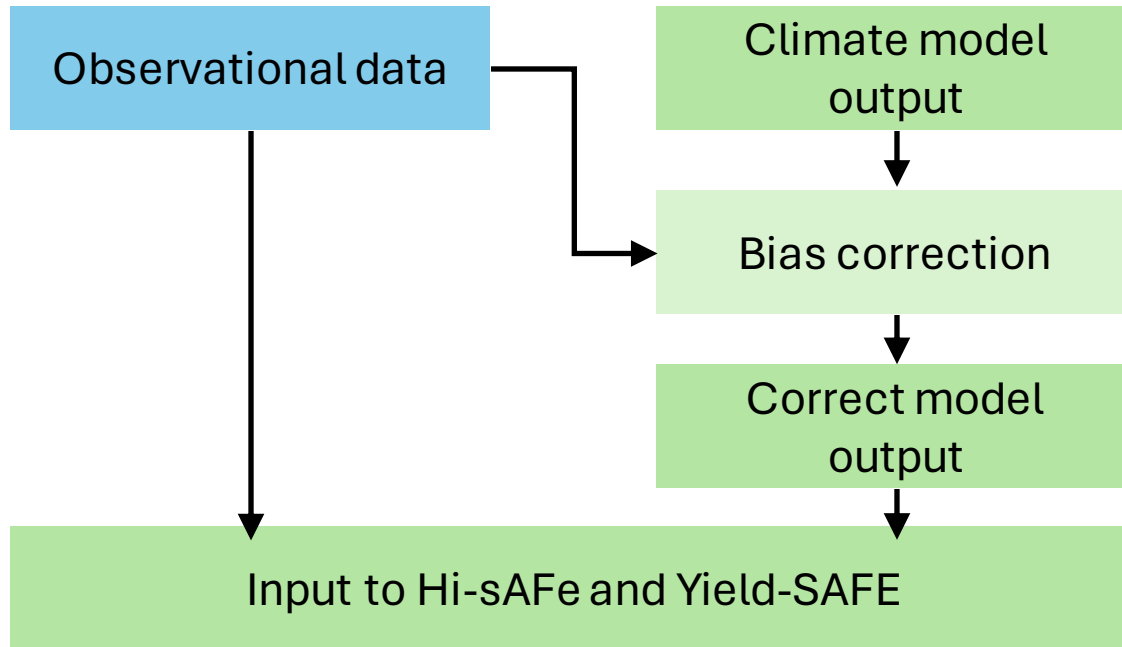 Observational data
Climate model
output
Bias correction
Correct model
output
Input to Hi-sAFe and Yield-SAFE